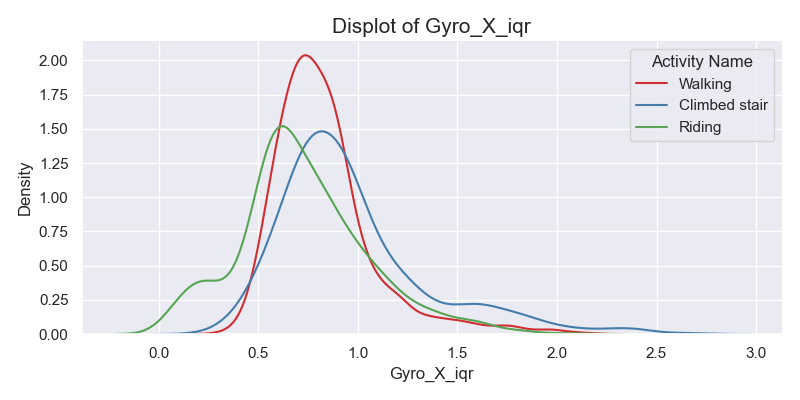 Displot of Gyro_X_iqr
Activity Name
Walking
Climbed stair
Riding
Density
2.00
1.75
1.50
1.25
1.00
0.75
0.50
0.25
0.00
0.0 0.5 1.0 1.5 2.0 2.5 3.0
Gyro_X_iqr